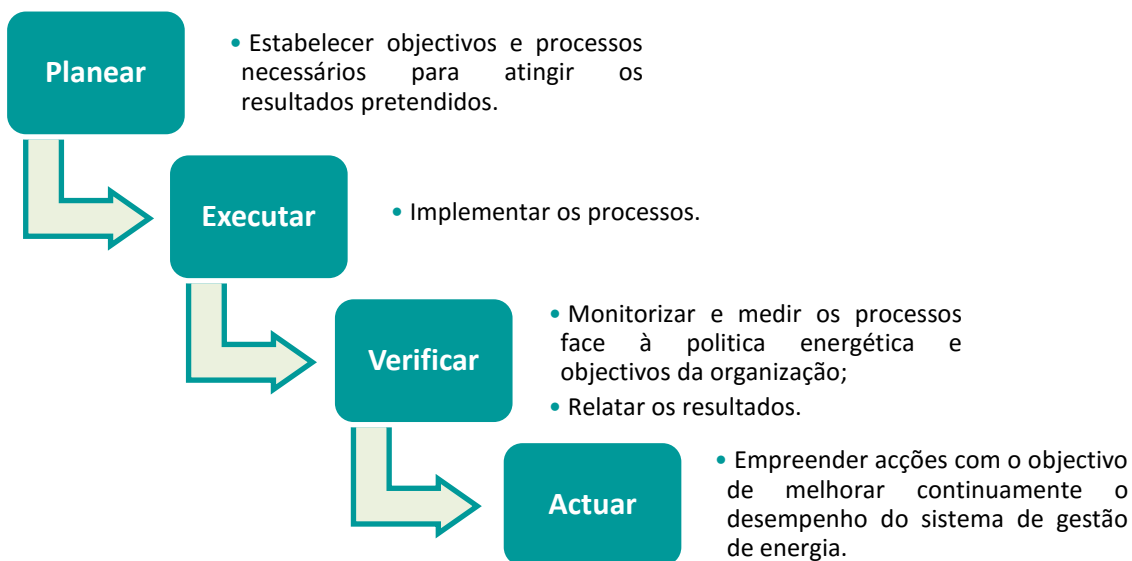 Planear
• Estabelecer objectivos e processos
necessários para atingir os
resultados pretendidos.
Executar
• Implementar os processos.
Verificar
• Monitorizar e medir os processos
face à politica energética e
objectivos da organização;
• Relatar os resultados.
Actuar
• Empreender acções com o objectivo
de melhorar continuamente o
desempenho do sistema de gestão
de energia.